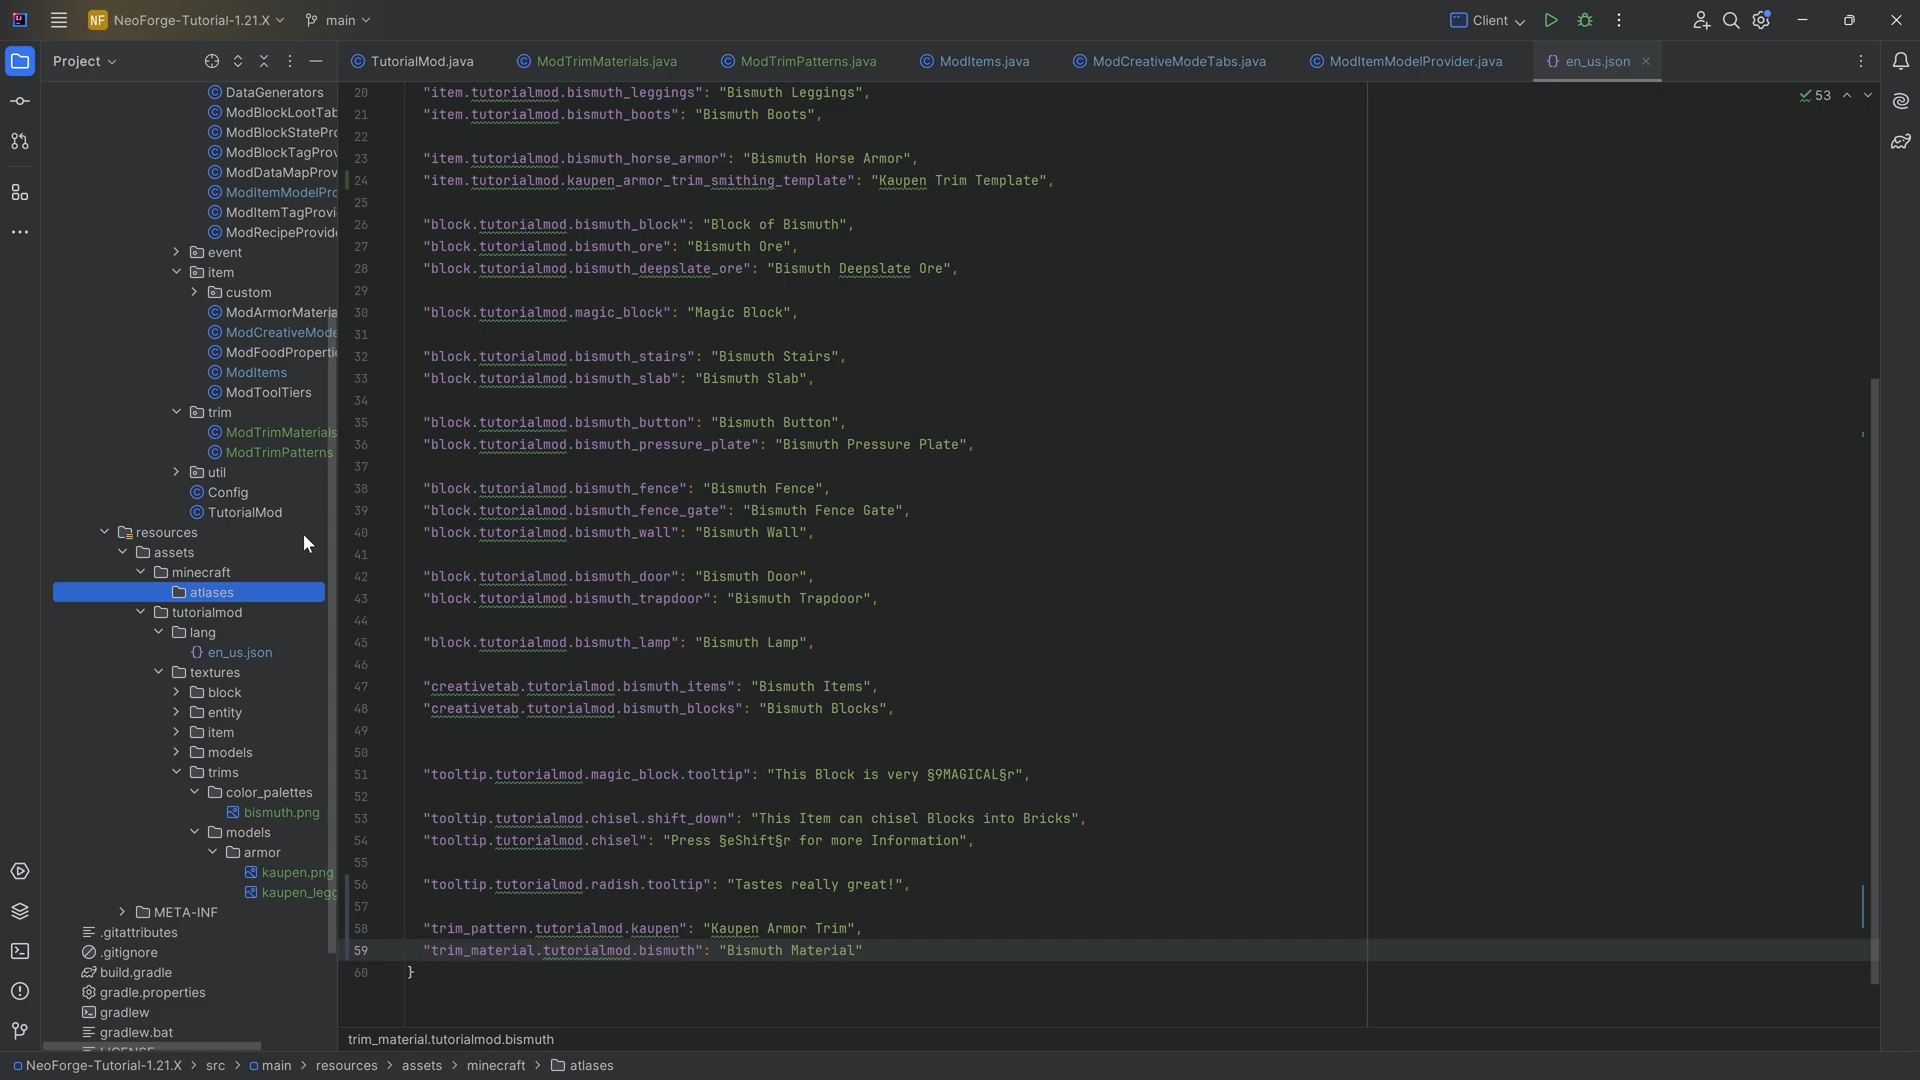 NF NeoForge-Tutorial-1.21.X main Client
Project
TutorialMod.java ModTrimMaterials.java ModTrimPatterns.java ModItems.java ModCreativeModeTabs.java ModItemModelProvider.java {} en_us.json
53
DataGenerators
ModBlockLootTab
ModBlockStatePro
ModBlockTagProv
ModDataMapProv
ModItemModelPro
ModItemTagProvi
ModRecipeProvide
event
item
custom
ModArmorMateria
ModCreativeMode
ModFoodProperti
ModItems
ModToolTiers
trim
ModTrimMaterials
ModTrimPatterns
util
Config
TutorialMod
resources
assets
minecraft
atlases
tutorialmod
lang
{} en_us.json
textures
block
entity
item
models
trims
color_palettes
bismuth.png
models
armor
kaupen.png
kaupen_legg
META-INF
.gitattributes
.gitignore
build.gradle
gradle.properties
gradlew
gradlew.bat
LICENSE
20 "item.tutorialmod.bismuth_leggings": "Bismuth Leggings",
21 "item.tutorialmod.bismuth_boots": "Bismuth Boots",
22
23 "item.tutorialmod.bismuth_horse_armor": "Bismuth Horse Armor",
24 "item.tutorialmod.kaupen_armor_trim_smithing_template": "Kaupen Trim Template",
25
26 "block.tutorialmod.bismuth_block": "Block of Bismuth",
27 "block.tutorialmod.bismuth_ore": "Bismuth Ore",
28 "block.tutorialmod.bismuth_deepslate_ore": "Bismuth Deepslate Ore",
29
30 "block.tutorialmod.magic_block": "Magic Block",
31
32 "block.tutorialmod.bismuth_stairs": "Bismuth Stairs",
33 "block.tutorialmod.bismuth_slab": "Bismuth Slab",
34
35 "block.tutorialmod.bismuth_button": "Bismuth Button",
36 "block.tutorialmod.bismuth_pressure_plate": "Bismuth Pressure Plate",
37
38 "block.tutorialmod.bismuth_fence": "Bismuth Fence",
39 "block.tutorialmod.bismuth_fence_gate": "Bismuth Fence Gate",
40 "block.tutorialmod.bismuth_wall": "Bismuth Wall",
41
42 "block.tutorialmod.bismuth_door": "Bismuth Door",
43 "block.tutorialmod.bismuth_trapdoor": "Bismuth Trapdoor",
44
45 "block.tutorialmod.bismuth_lamp": "Bismuth Lamp",
46
47 "creativetab.tutorialmod.bismuth_items": "Bismuth Items",
48 "creativetab.tutorialmod.bismuth_blocks": "Bismuth Blocks",
49
50
51 "tooltip.tutorialmod.magic_block.tooltip": "This Block is very §9MAGICAL§r",
52
53 "tooltip.tutorialmod.chisel.shift_down": "This Item can chisel Blocks into Bricks",
54 "tooltip.tutorialmod.chisel": "Press §eShift§r for more Information",
55
56 "tooltip.tutorialmod.radish.tooltip": "Tastes really great!",
57
58 "trim_pattern.tutorialmod.kaupen": "Kaupen Armor Trim",
59 "trim_material.tutorialmod.bismuth": "Bismuth Material"
60 }
trim_material.tutorialmod.bismuth
NeoForge-Tutorial-1.21.X > src > main > resources > assets > minecraft > atlases